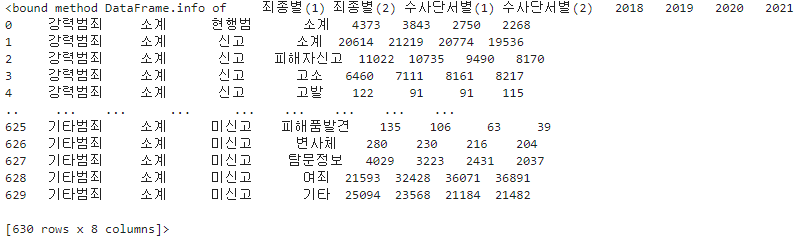 <bound method DataFrame.info of 죄종별(1) 죄종별(2) 수사단서별(1) 수사단서별(2) 2018 2019 2020 2021
0 강력범죄 소계 현행범 소계 4373 3843 2750 2268
1 강력범죄 소계 신고 소계 20614 21219 20774 19536
2 강력범죄 소계 신고 피해자신고 11022 10735 9490 8170
3 강력범죄 소계 신고 고소 6460 7111 8161 8217
4 강력범죄 소계 신고 고발 122 91 91 115
.. ... ... ... ... ... ... ... ...
625 기타범죄 소계 미신고 피해품발견 135 106 63 39
626 기타범죄 소계 미신고 변사체 280 230 216 204
627 기타범죄 소계 미신고 탐문정보 4029 3223 2431 2037
628 기타범죄 소계 미신고 여죄 21593 32428 36071 36891
629 기타범죄 소계 미신고 기타 25094 23568 21184 21482
[630 rows x 8 columns]>